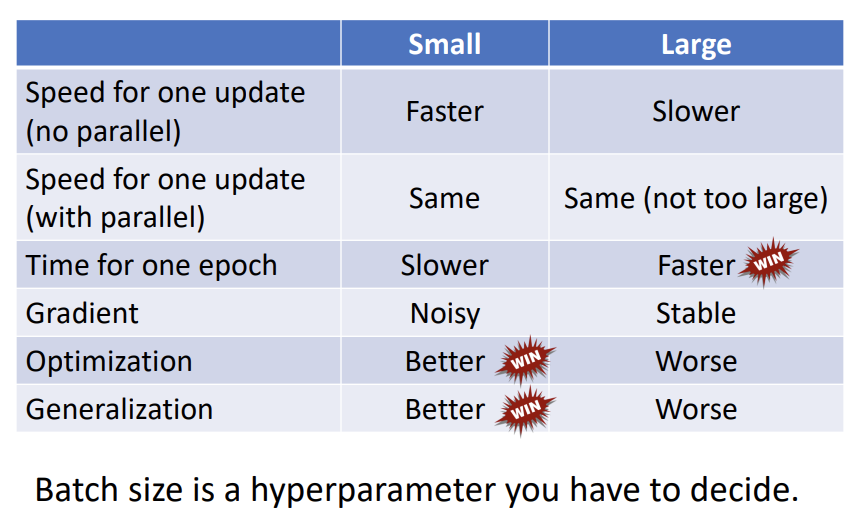 Small Large
Speed for one update
(no parallel)
Faster Slower
Speed for one update
(with parallel)
Same Same (not too large)
Time for one epoch Slower Faster WIN
Gradient Noisy Stable
Optimization Better WIN Worse
Generalization Better WIN Worse
Batch size is a hyperparameter you have to decide.